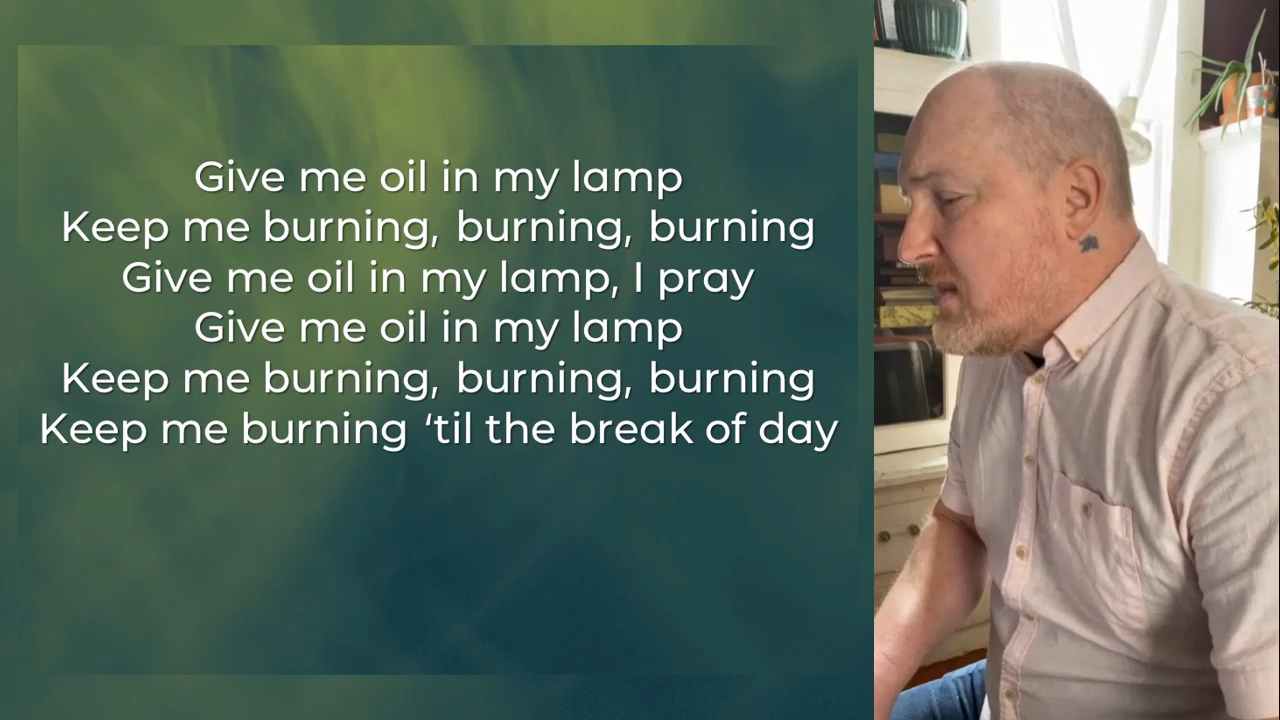 Give me oil in my lamp
Keep me burning, burning, burning
Give me oil in my lamp, I pray
Give me oil in my lamp
Keep me burning, burning, burning
Keep me burning ‘til the break of day